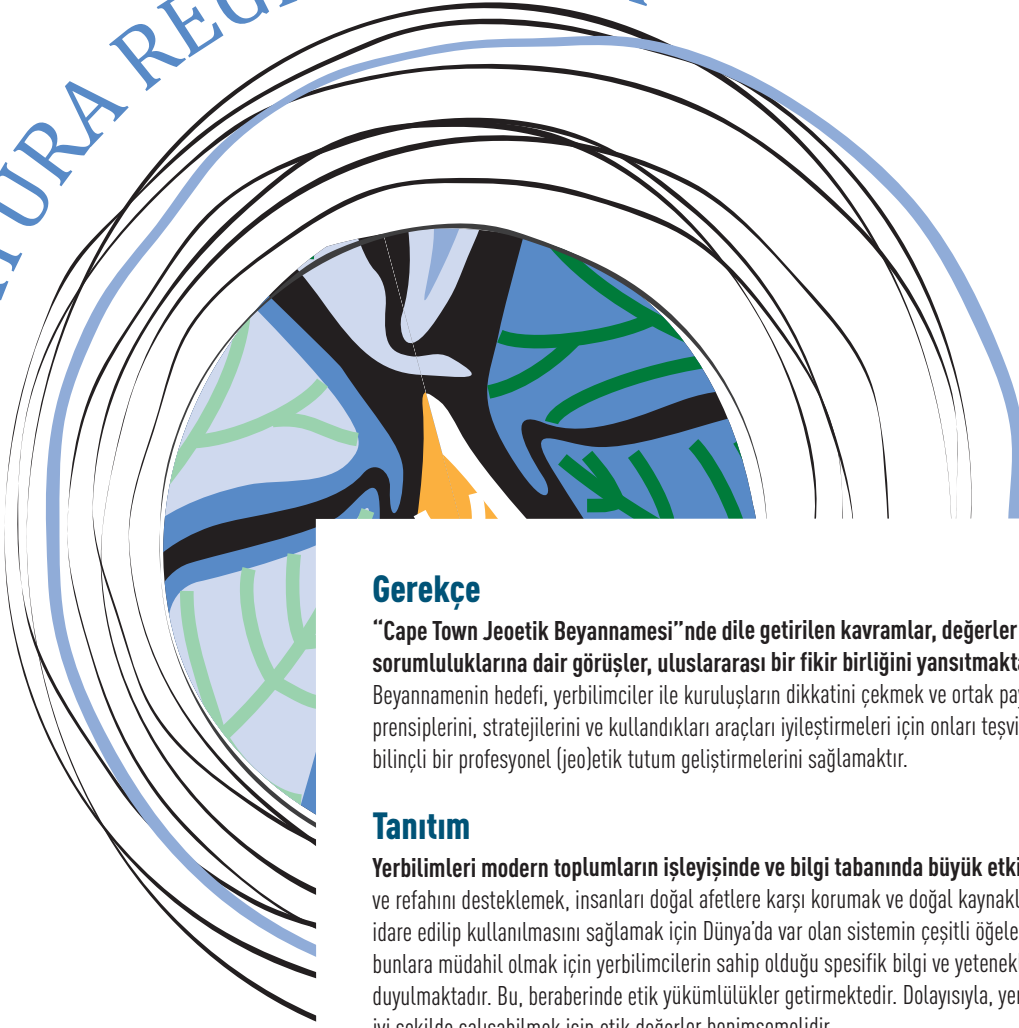 REGI
Gerekçe
“Cape Town Jeoetik Beyannamesi”nde dile getirilen kavramlar, değerler
sorumluluklarına dair görüşler, uluslararası bir fikir birliğini yansıtmakta
Beyannamenin hedefi, yerbilimciler ile kuruluşların dikkatini çekmek ve ortak pay
prensiplerini, stratejilerini ve kullandıkları araçları iyileştirmeleri için onları teşvi
bilinçli bir profesyonel (jeo)etik tutum geliştirmelerini sağlamaktır.
Tanıtım
Yerbilimleri modern toplumların işleyişinde ve bilgi tabanında büyük etki
ve refahını desteklemek, insanları doğal afetlere karşı korumak ve doğal kaynakl
idare edilip kullanılmasını sağlamak için Dünya’da var olan sistemin çeşitli öğele
bunlara müdahil olmak için yerbilimcilerin sahip olduğu spesifik bilgi ve yetenek
duyulmaktadır. Bu, beraberinde etik yükümlülükler getirmektedir. Dolayısıyla, yer